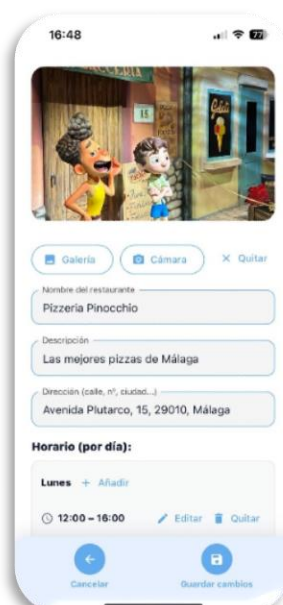 16:48
77
15
Galería
Cámara
Quitar
Nombre del restaurante
Pizzeria Pinocchio
Descripción
Las mejores pizzas de Málaga
Dirección (calle, nº, ciudad...)
Avenida Plutarco, 15, 29010, Málaga
Horario (por día):
Lunes + Añadir
12:00 – 16:00 Editar Quitar
Cancelar Guardar cambios